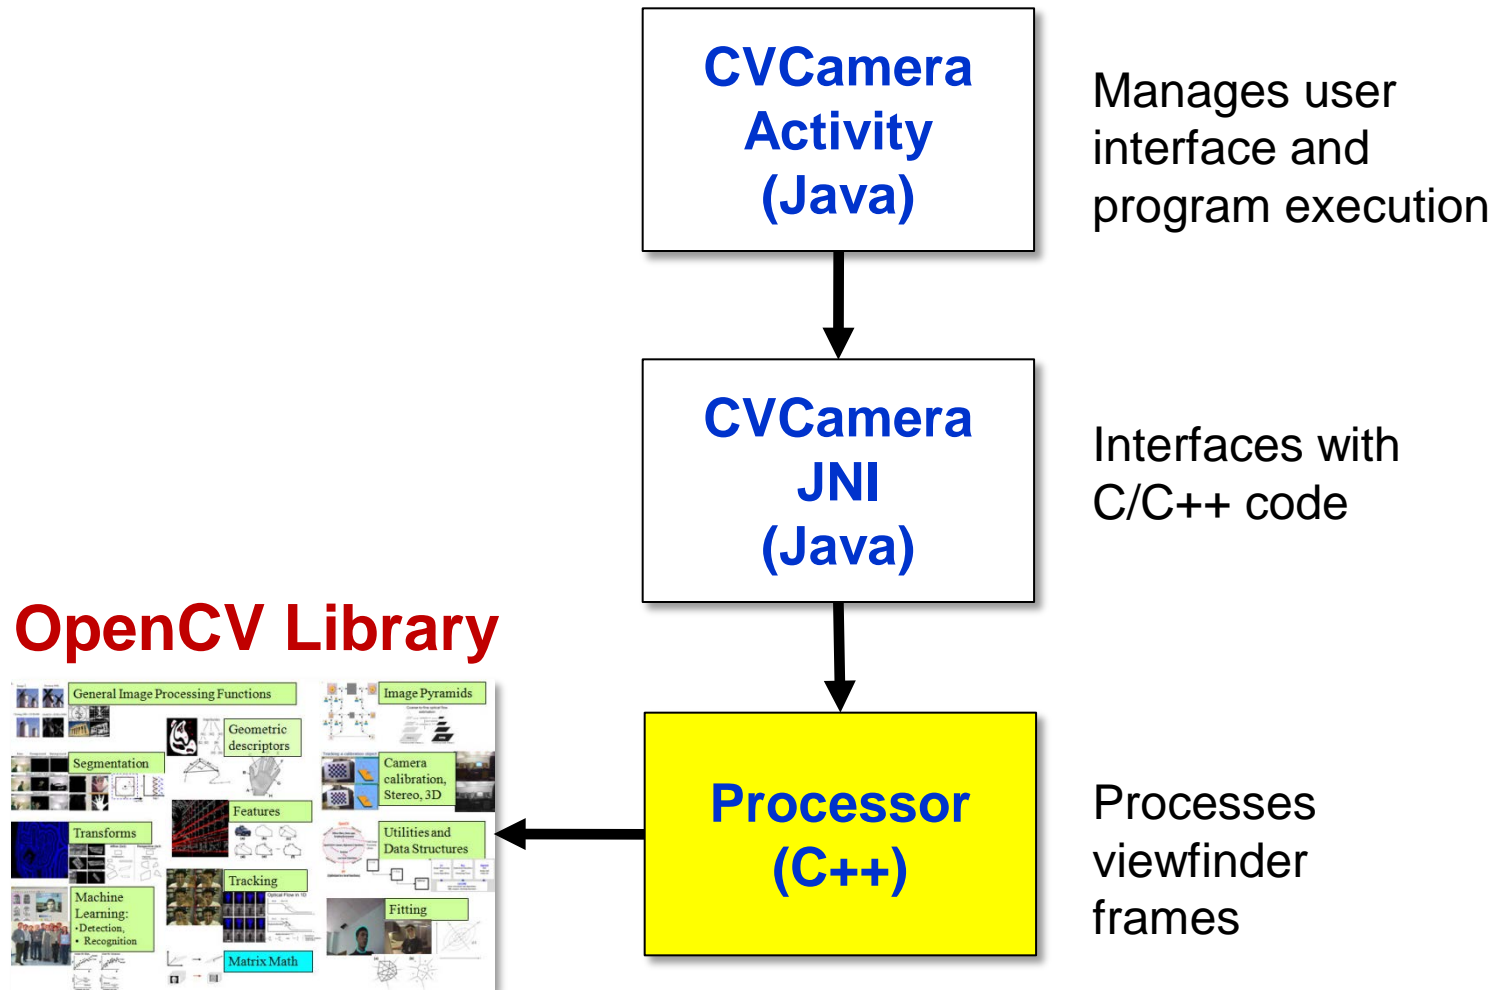 CVCamera
Activity
(Java)
Manages user
interface and
program execution
CVCamera
JNI
(Java)
Interfaces with
C/C++ code
OpenCV Library
General Image Processing Functions
Image Pyramids
Geometric
descriptors
Segmentation
Camera
calibration,
Stereo, 3D
Features
Transforms
Utilities and
Data Structures
Tracking
Machine
Learning:
•Detection,
• Recognition
Fitting
Matrix Math
Processor
(C++)
Processes
viewfinder
frames